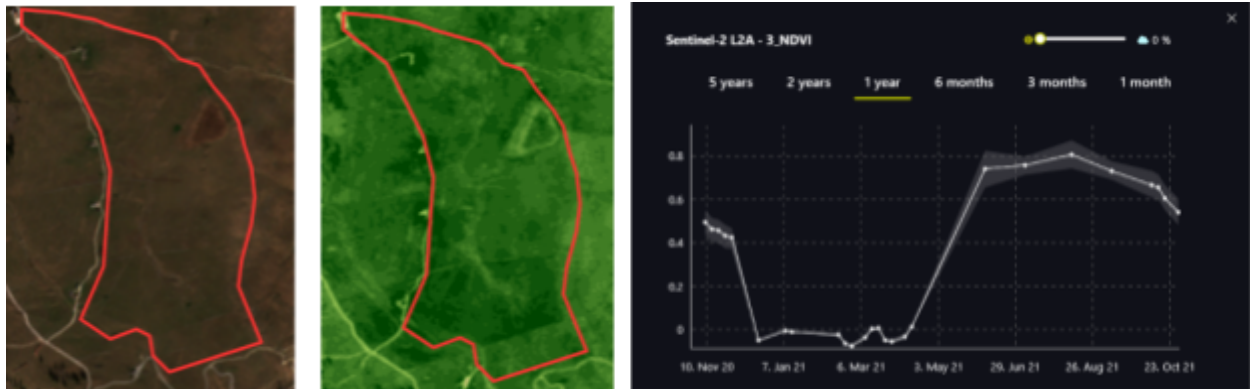 ×
Sentinel-2 L2A - 3_NDVI
0 %
5 years 2 years 1 year 6 months 3 months 1 month
0.8
0.6
0.4
0.2
0
10. Nov 20 7. Jan 21 6. Mar 21 3. May 21 29. Jun 21 26. Aug 21 23. Oct 21